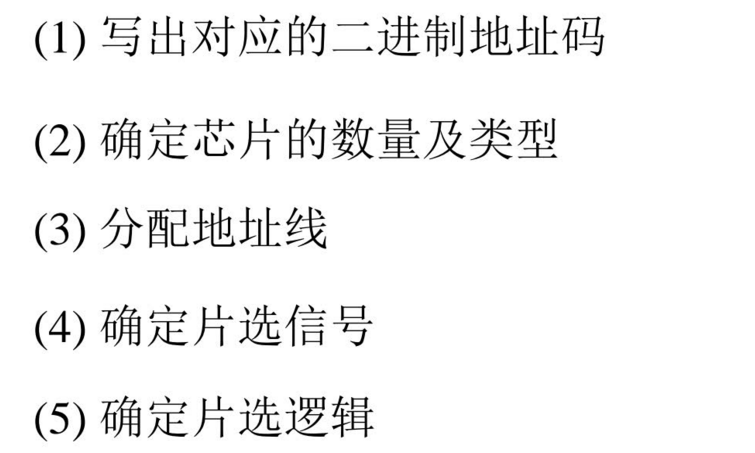 (1) 写出对应的二进制地址码
(2) 确定芯片的数量及类型
(3) 分配地址线
(4) 确定片选信号
(5) 确定片选逻辑